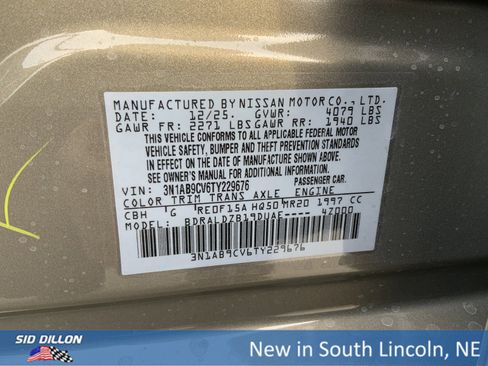 MANUFACTURED BY NISSAN MOTOR CO., LTD.
DATE: 12/25. GVWR: 4079 LBS
GAWR FR: 2271 LBS GAWR RR: 1940 LBS
THIS VEHICLE CONFORMS TO ALL APPLICABLE FEDERAL MOTOR
VEHICLE SAFETY, BUMPER AND THEFT PREVENTION STANDARDS
IN EFFECT ON THE DATE OF MANUFACTURE SHOWN ABOVE.
SEE OWNER'S MANUAL FOR ADDITIONAL INFORMATION.
VIN: 3N1AB9CV6TY229676
COLOR TRIM TRANS AXLE ENGINE
CBH G RE0F15A HQ50 MR20 1997 CC
MODEL: BDRALDZB19DUAE---- 4Z000
3N1AB9CV6TY229676
SID DILLON
New in South Lincoln, NE